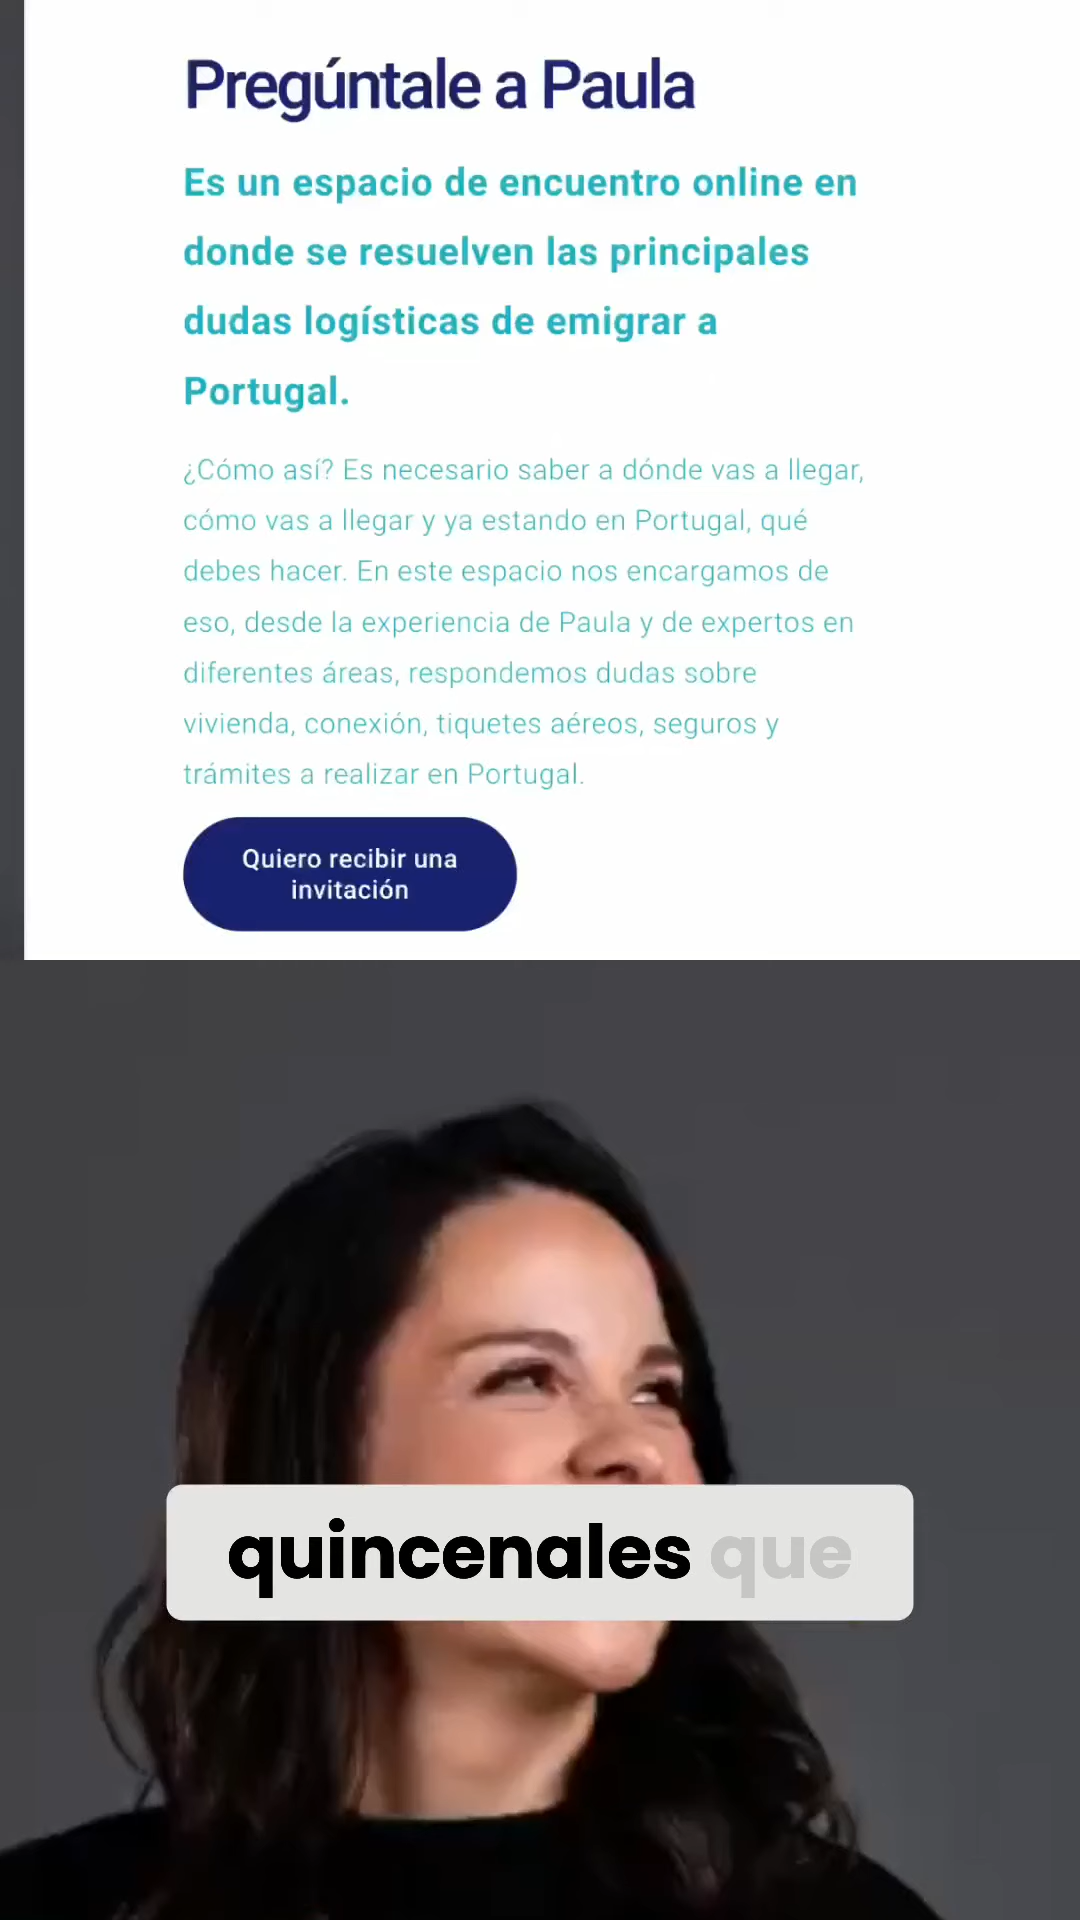 Pregúntale a Paula
Es un espacio de encuentro online en
donde se resuelven las principales
dudas logísticas de emigrar a
Portugal.
¿Cómo así? Es necesario saber a dónde vas a llegar,
cómo vas a llegar y ya estando en Portugal, qué
debes hacer. En este espacio nos encargamos de
eso, desde la experiencia de Paula y de expertos en
diferentes áreas, respondemos dudas sobre
vivienda, conexión, tiquetes aéreos, seguros y
trámites a realizar en Portugal.
Quiero recibir una
invitación
quincenales que